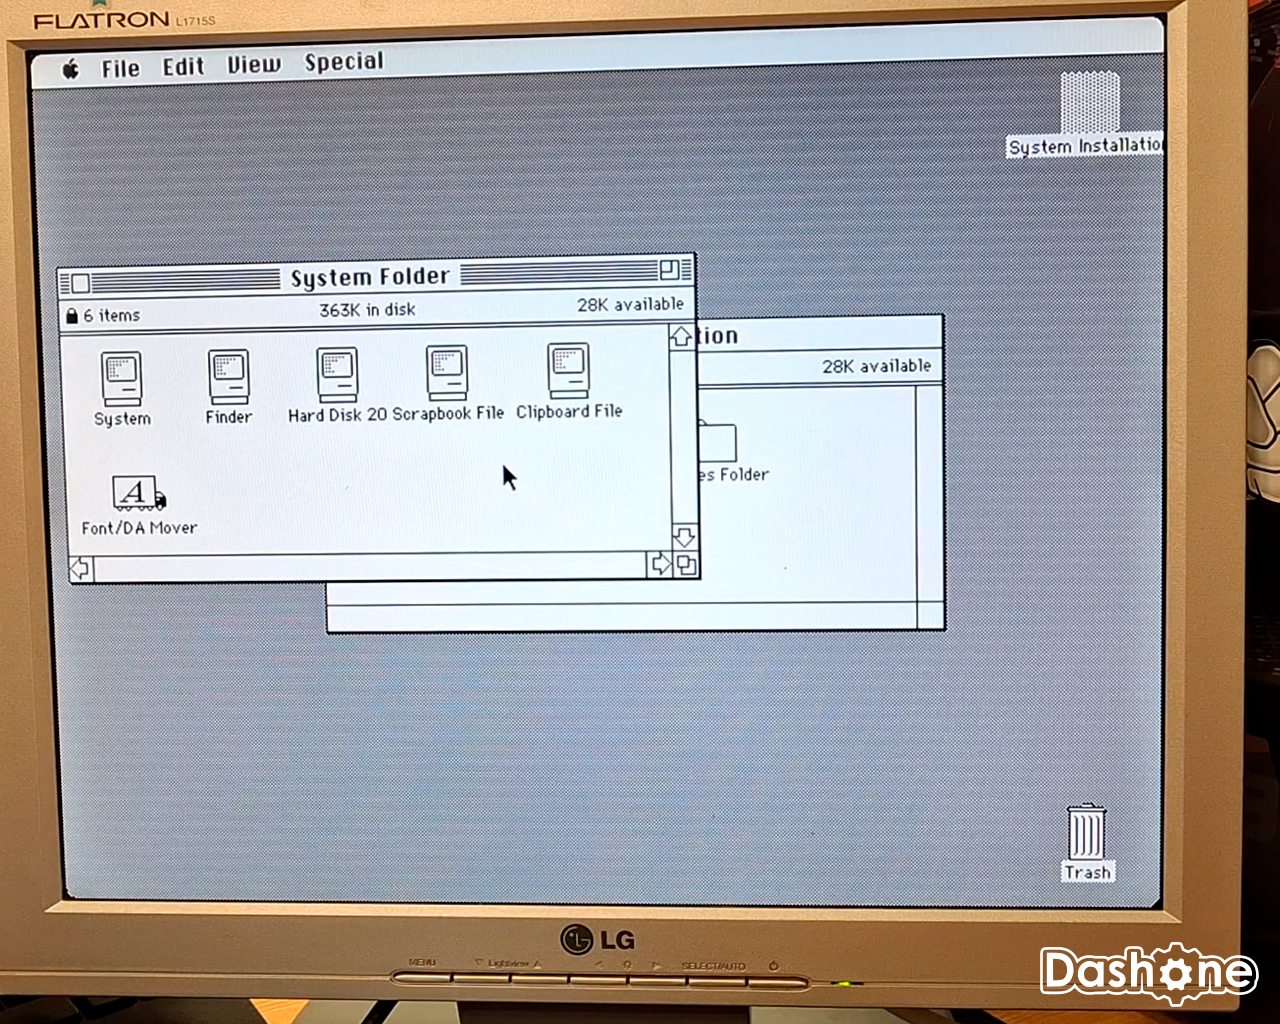 FLATRON L1715S
File Edit View Special
System Installatio
System Folder
6 items 363K in disk 28K available
tion
28K available
System Finder Hard Disk 20 Scrapbook File Clipboard File
es Folder
Font/DA Mover
Trash
LG
MENU Lightview SELECT/AUTO
DashOne